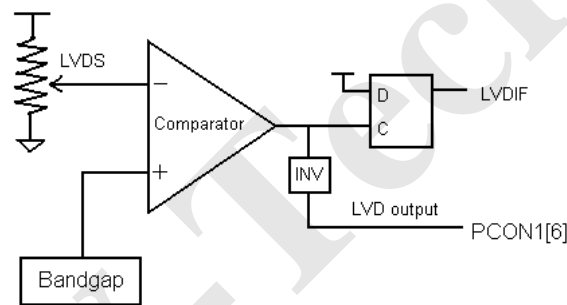 LVDS
−
Comparator
+
D
C
LVDIF
INV
LVD output
PCON1[6]
Bandgap